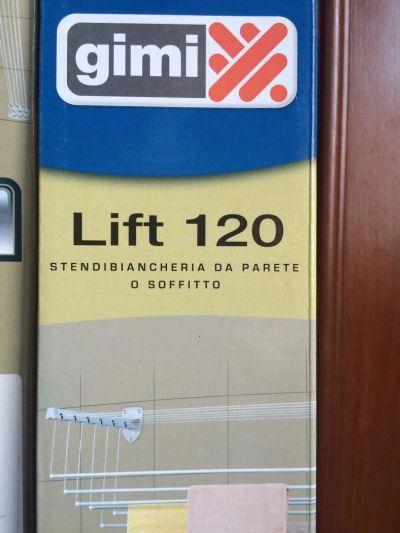 gimi
Lift 120
STENDIBIANCHERIA DA PARETE
O SOFFITTO